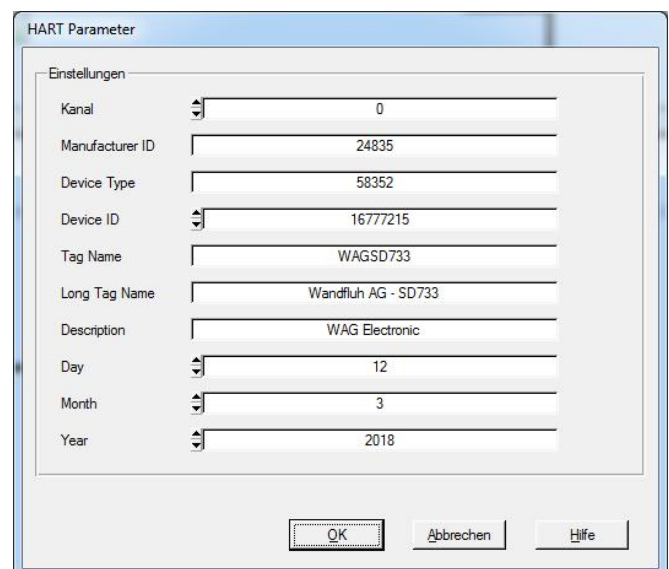 HART Parameter
Einstellungen
Kanal 0
Manufacturer ID 24835
Device Type 58352
Device ID 16777215
Tag Name WAGSD733
Long Tag Name Wandfluh AG - SD733
Description WAG Electronic
Day 12
Month 3
Year 2018
OK Abbrechen Hilfe